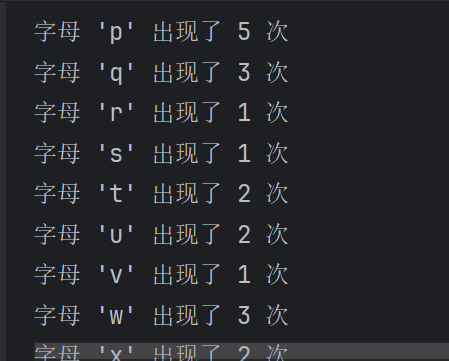 字母 'p' 出现了 5 次
字母 'q' 出现了 3 次
字母 'r' 出现了 1 次
字母 's' 出现了 1 次
字母 't' 出现了 2 次
字母 'u' 出现了 2 次
字母 'v' 出现了 1 次
字母 'w' 出现了 3 次
字母 'x' 出现了 2 次